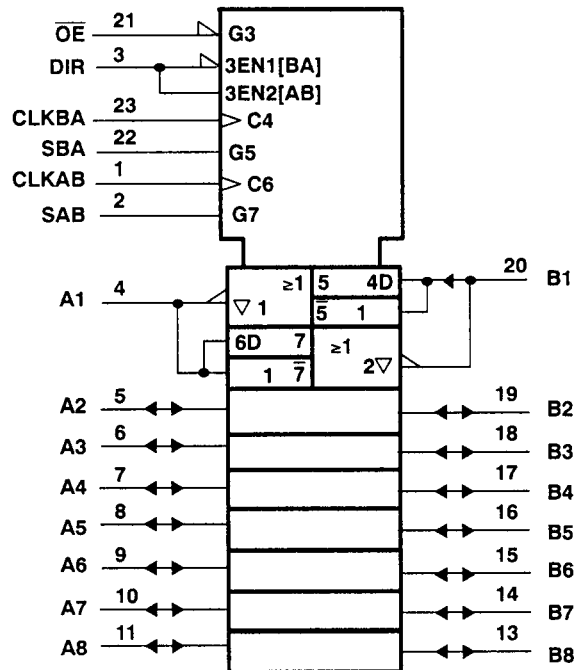 O̅E̅ 21 G3
DIR 3 3EN1[BA]
3EN2[AB]
CLKBA 23 C4
SBA 22 G5
CLKAB 1 C6
SAB 2 G7
A1 4 ≥1 5 4D 20 B1
▽ 1 5̅ 1
6D 7 ≥1
1 7̅ 2▽
A2 5 19 B2
A3 6 18 B3
A4 7 17 B4
A5 8 16 B5
A6 9 15 B6
A7 10 14 B7
A8 11 13 B8